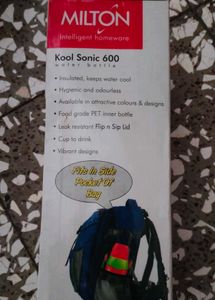 MILTON
Intelligent homeware
Kool Sonic 600
water bottle
• Insulated, keeps water cool
• Hygienic and odourless
• Available in attractive colours & designs
• Food grade PET inner bottle
• Leak resistant Flip n Sip Lid
• Cup to drink
• Vibrant designs
Fits In Side
Pocket Of
Bag